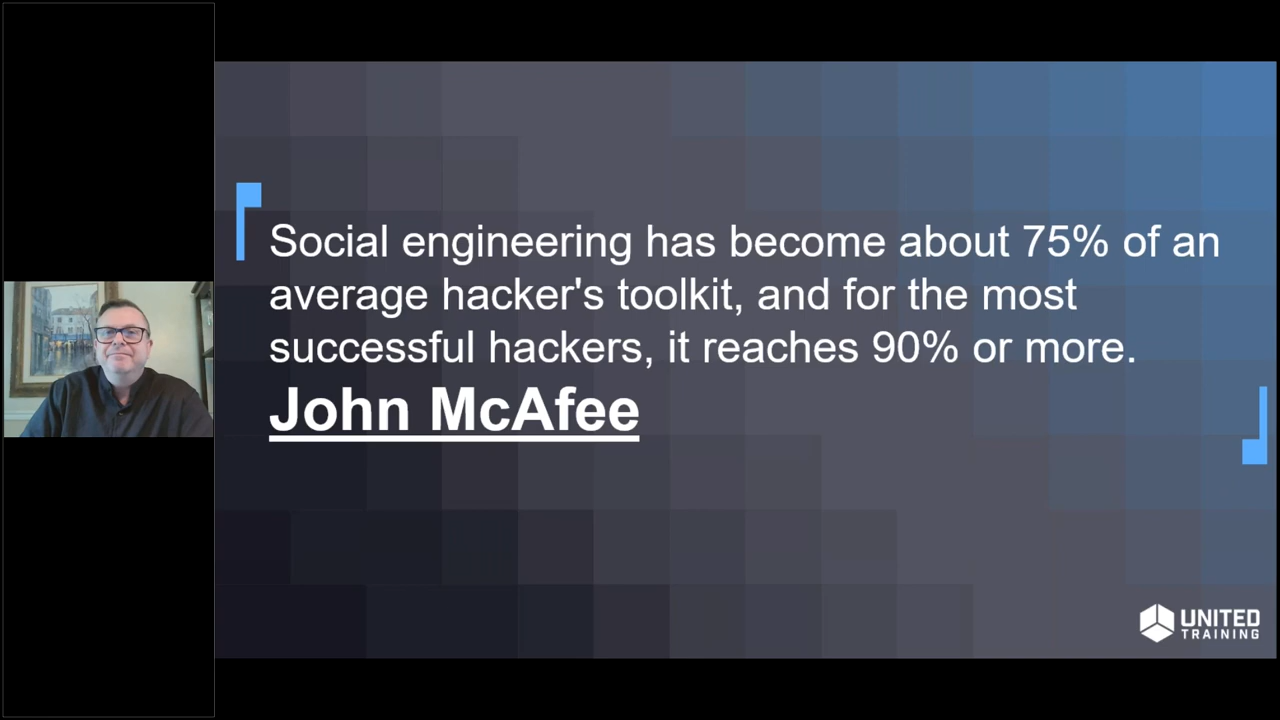 Social engineering has become about 75% of an
average hacker's toolkit, and for the most
successful hackers, it reaches 90% or more.
John McAfee
UNITED
TRAINING